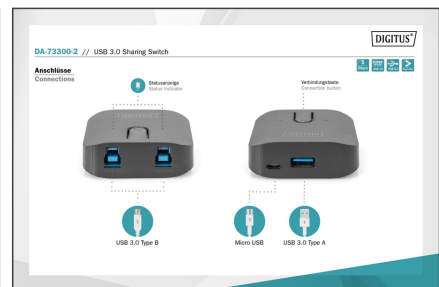 DIGITUS®
DA-73300-2 // USB 3.0 Sharing Switch
Anschlüsse
Connections
Statusanzeige
Status indicator
Verbindungstaste
Connection button
USB 3.0 Type B
Micro USB
USB 3.0 Type A